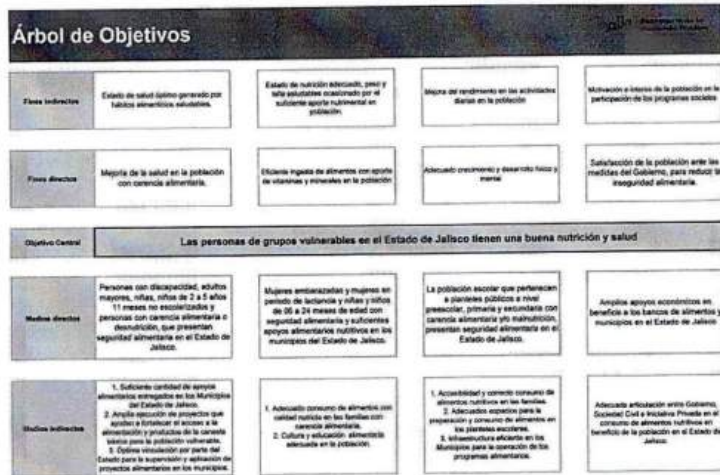 Árbol de Objetivos
Fines indirectos
Estado de salud óptimo generado por
hábitos alimenticios saludables.
Estado de nutrición adecuado, peso y
talla saludables ocasionado por el
suficiente aporte nutrimental en
población.
Mejora del rendimiento en las actividades
diarias en la población
Motivación e interés de la población en la
participación de los programas sociales
Fines directos
Mejoría de la salud en la población
con carencia alimentaria.
Eficiente ingesta de alimentos con aporte
de vitaminas y minerales en la población
Adecuado crecimiento y desarrollo físico y
mental
Satisfacción de la población ante las
medidas del Gobierno, para reducir la
inseguridad alimentaria.
Objetivo Central
Las personas de grupos vulnerables en el Estado de Jalisco tienen una buena nutrición y salud
Medios directos
Personas con discapacidad, adultos
mayores, niñas, niños de 2 a 5 años
11 meses no escolarizados y
personas con carencia alimentaria o
desnutrición, que presentan
seguridad alimentaria en el Estado de
Jalisco.
Mujeres embarazadas y mujeres en
periodo de lactancia y niñas y niños
de 06 a 24 meses de edad con
seguridad alimentaria y suficientes
apoyos alimentarios nutritivos en los
municipios del Estado de Jalisco.
La población escolar que pertenecen
a planteles públicos a nivel
preescolar, primaria y secundaria con
carencia alimentaria y/o malnutrición,
presentan seguridad alimentaria en el
Estado de Jalisco.
Amplios apoyos económicos en
beneficio a los bancos de alimentos y
municipios en el Estado de Jalisco.
Medios indirectos
1. Suficiente cantidad de apoyos
alimentarios entregados en los Municipios
del Estado de Jalisco.
2. Amplia ejecución de proyectos que
ayudan a fortalecer el acceso a la
alimentación y productos de la canasta
básica para la población vulnerable.
3. Óptima vinculación por parte del
Estado para la supervisión y aplicación de
proyectos alimentarios en los municipios.
1. Adecuado consumo de alimentos con
calidad nutricia en las familias con
carencia alimentaria.
2. Cultura y educación alimentaria
adecuada en la población.
1. Accesibilidad y correcto consumo de
alimentos nutritivos en las familias.
2. Adecuados espacios para la
preparación y consumo de alimentos en
los planteles escolares.
3. Infraestructura eficiente en los
Municipios para la operación de los
programas alimentarios.
Adecuada articulación entre Gobierno,
Sociedad Civil e Iniciativa Privada en el
consumo de alimentos nutritivos en
beneficio de la población en el Estado de
Jalisco.